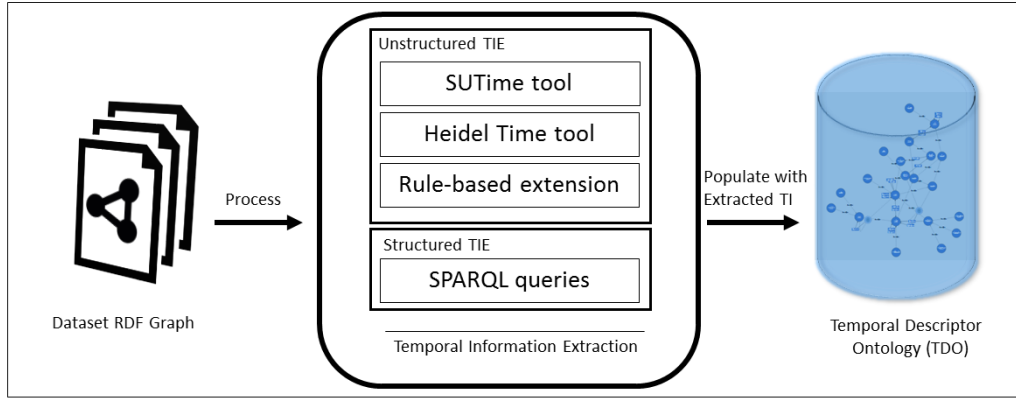 Unstructured TIE
SUTime tool
Heidel Time tool
Rule-based extension
Structured TIE
SPARQL queries
Temporal Information Extraction
Process
Dataset RDF Graph
Populate with
Extracted TI
Temporal Descriptor
Ontology (TDO)